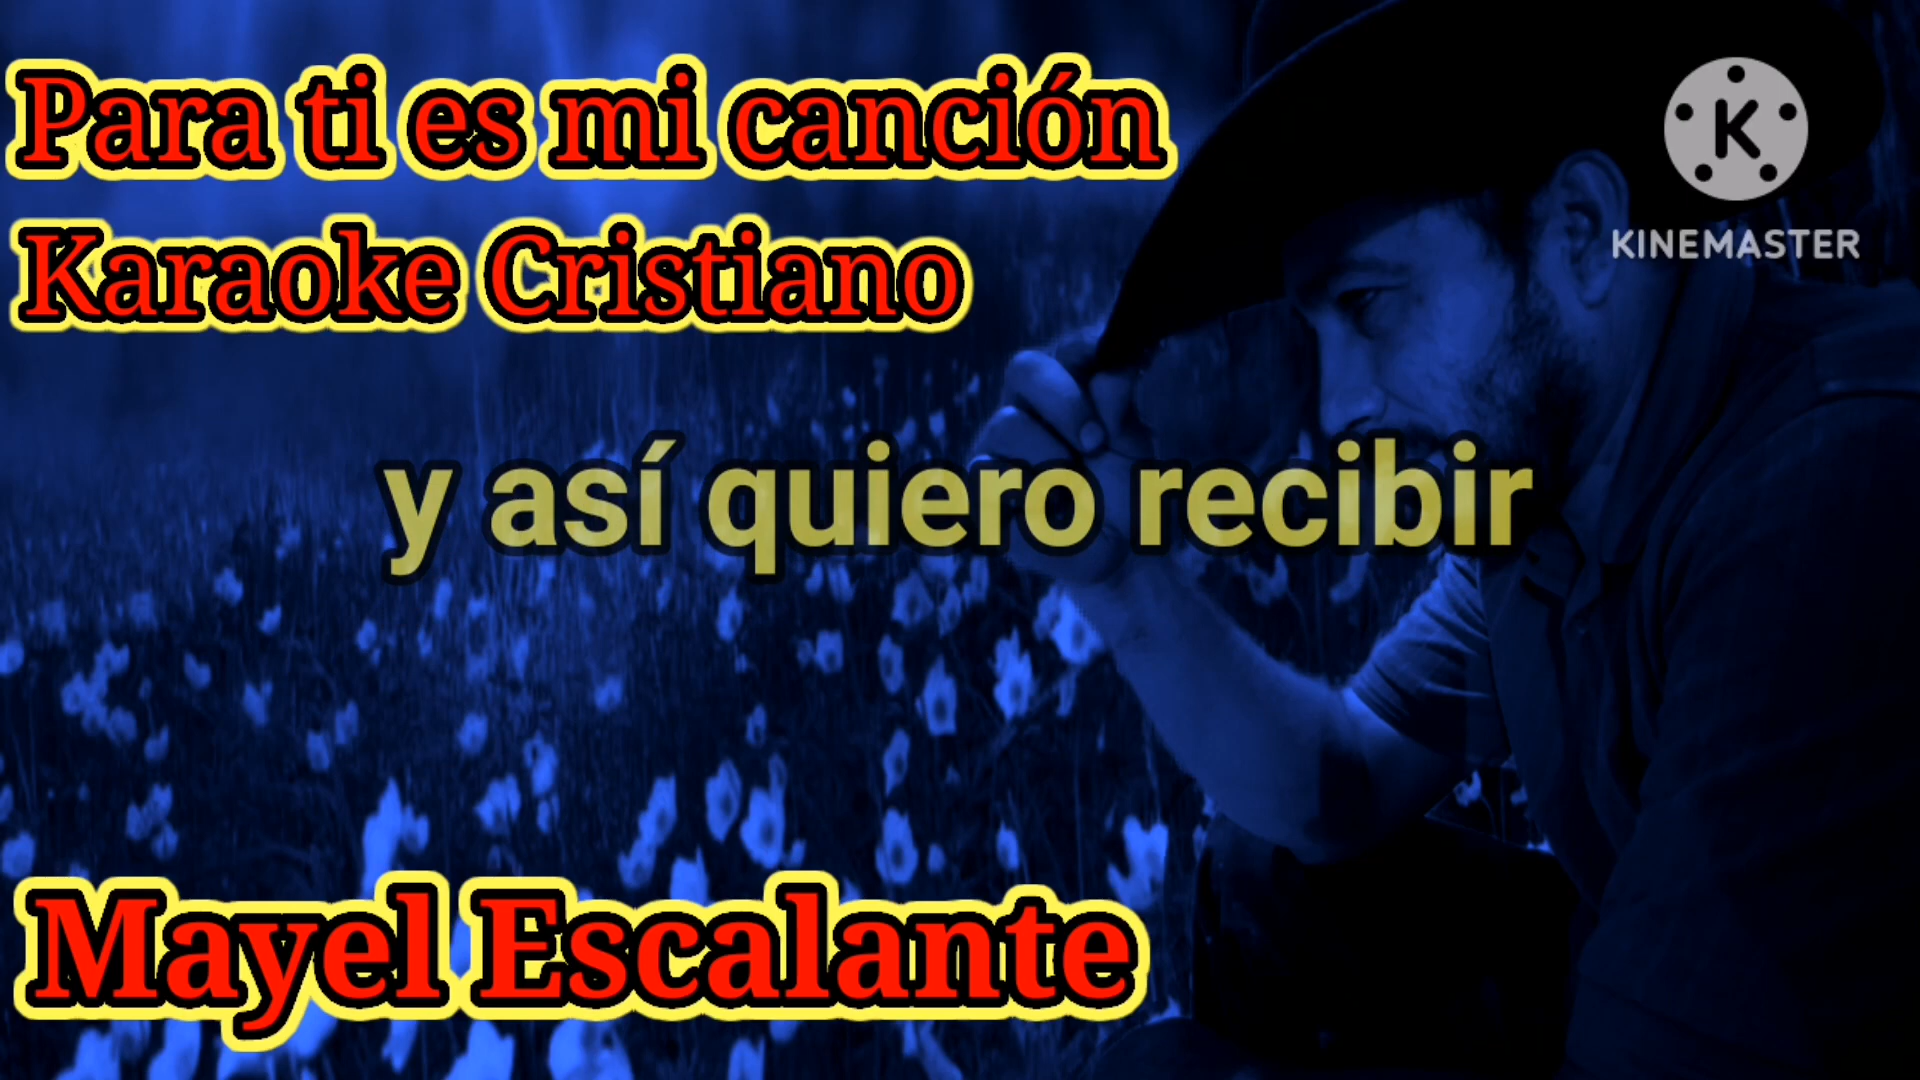 Para ti es mi canción
K
KINEMASTER
Karaoke Cristiano
y así quiero recibir
Mayel Escalante